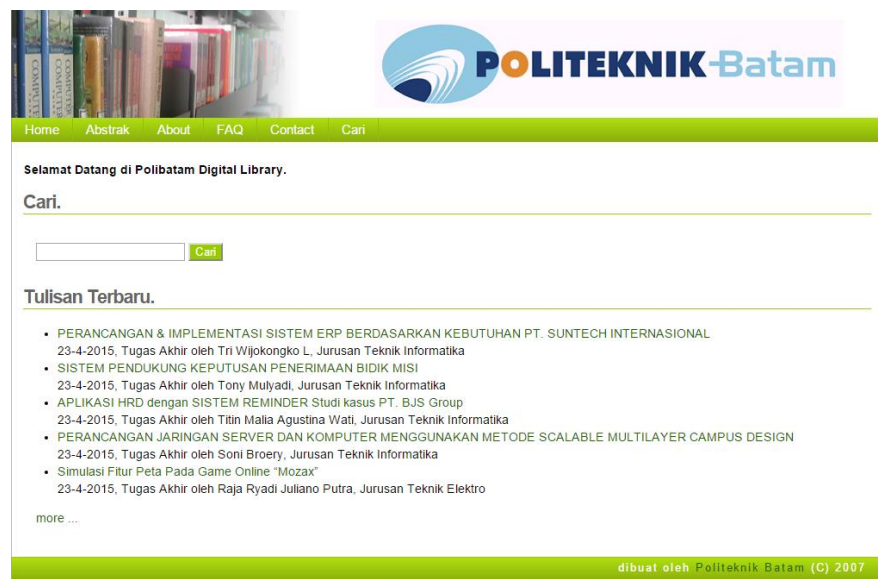 COMPUTER
COMPUTER
POLITEKNIK-Batam
Home Abstrak About FAQ Contact Cari
Selamat Datang di Polibatam Digital Library.
Cari.
Cari
Tulisan Terbaru.
PERANCANGAN & IMPLEMENTASI SISTEM ERP BERDASARKAN KEBUTUHAN PT. SUNTECH INTERNASIONAL
23-4-2015, Tugas Akhir oleh Tri Wijokongko L, Jurusan Teknik Informatika
SISTEM PENDUKUNG KEPUTUSAN PENERIMAAN BIDIK MISI
23-4-2015, Tugas Akhir oleh Tony Mulyadi, Jurusan Teknik Informatika
APLIKASI HRD dengan SISTEM REMINDER Studi kasus PT. BJS Group
23-4-2015, Tugas Akhir oleh Titin Malia Agustina Wati, Jurusan Teknik Informatika
PERANCANGAN JARINGAN SERVER DAN KOMPUTER MENGGUNAKAN METODE SCALABLE MULTILAYER CAMPUS DESIGN
23-4-2015, Tugas Akhir oleh Soni Broery, Jurusan Teknik Informatika
Simulasi Fitur Peta Pada Game Online “Mozax”
23-4-2015, Tugas Akhir oleh Raja Ryadi Juliano Putra, Jurusan Teknik Elektro
more ...
dibuat oleh Politeknik Batam (C) 2007